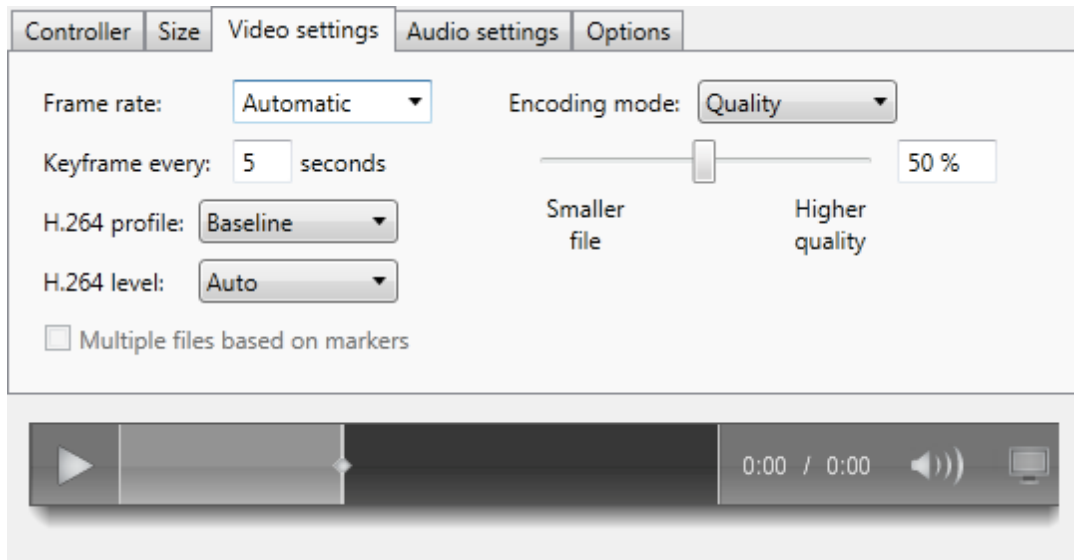 Controller Size Video settings Audio settings Options
Frame rate: Automatic Encoding mode: Quality
Keyframe every: 5 seconds 50 %
H.264 profile: Baseline Smaller file Higher quality
H.264 level: Auto
Multiple files based on markers
0:00 / 0:00